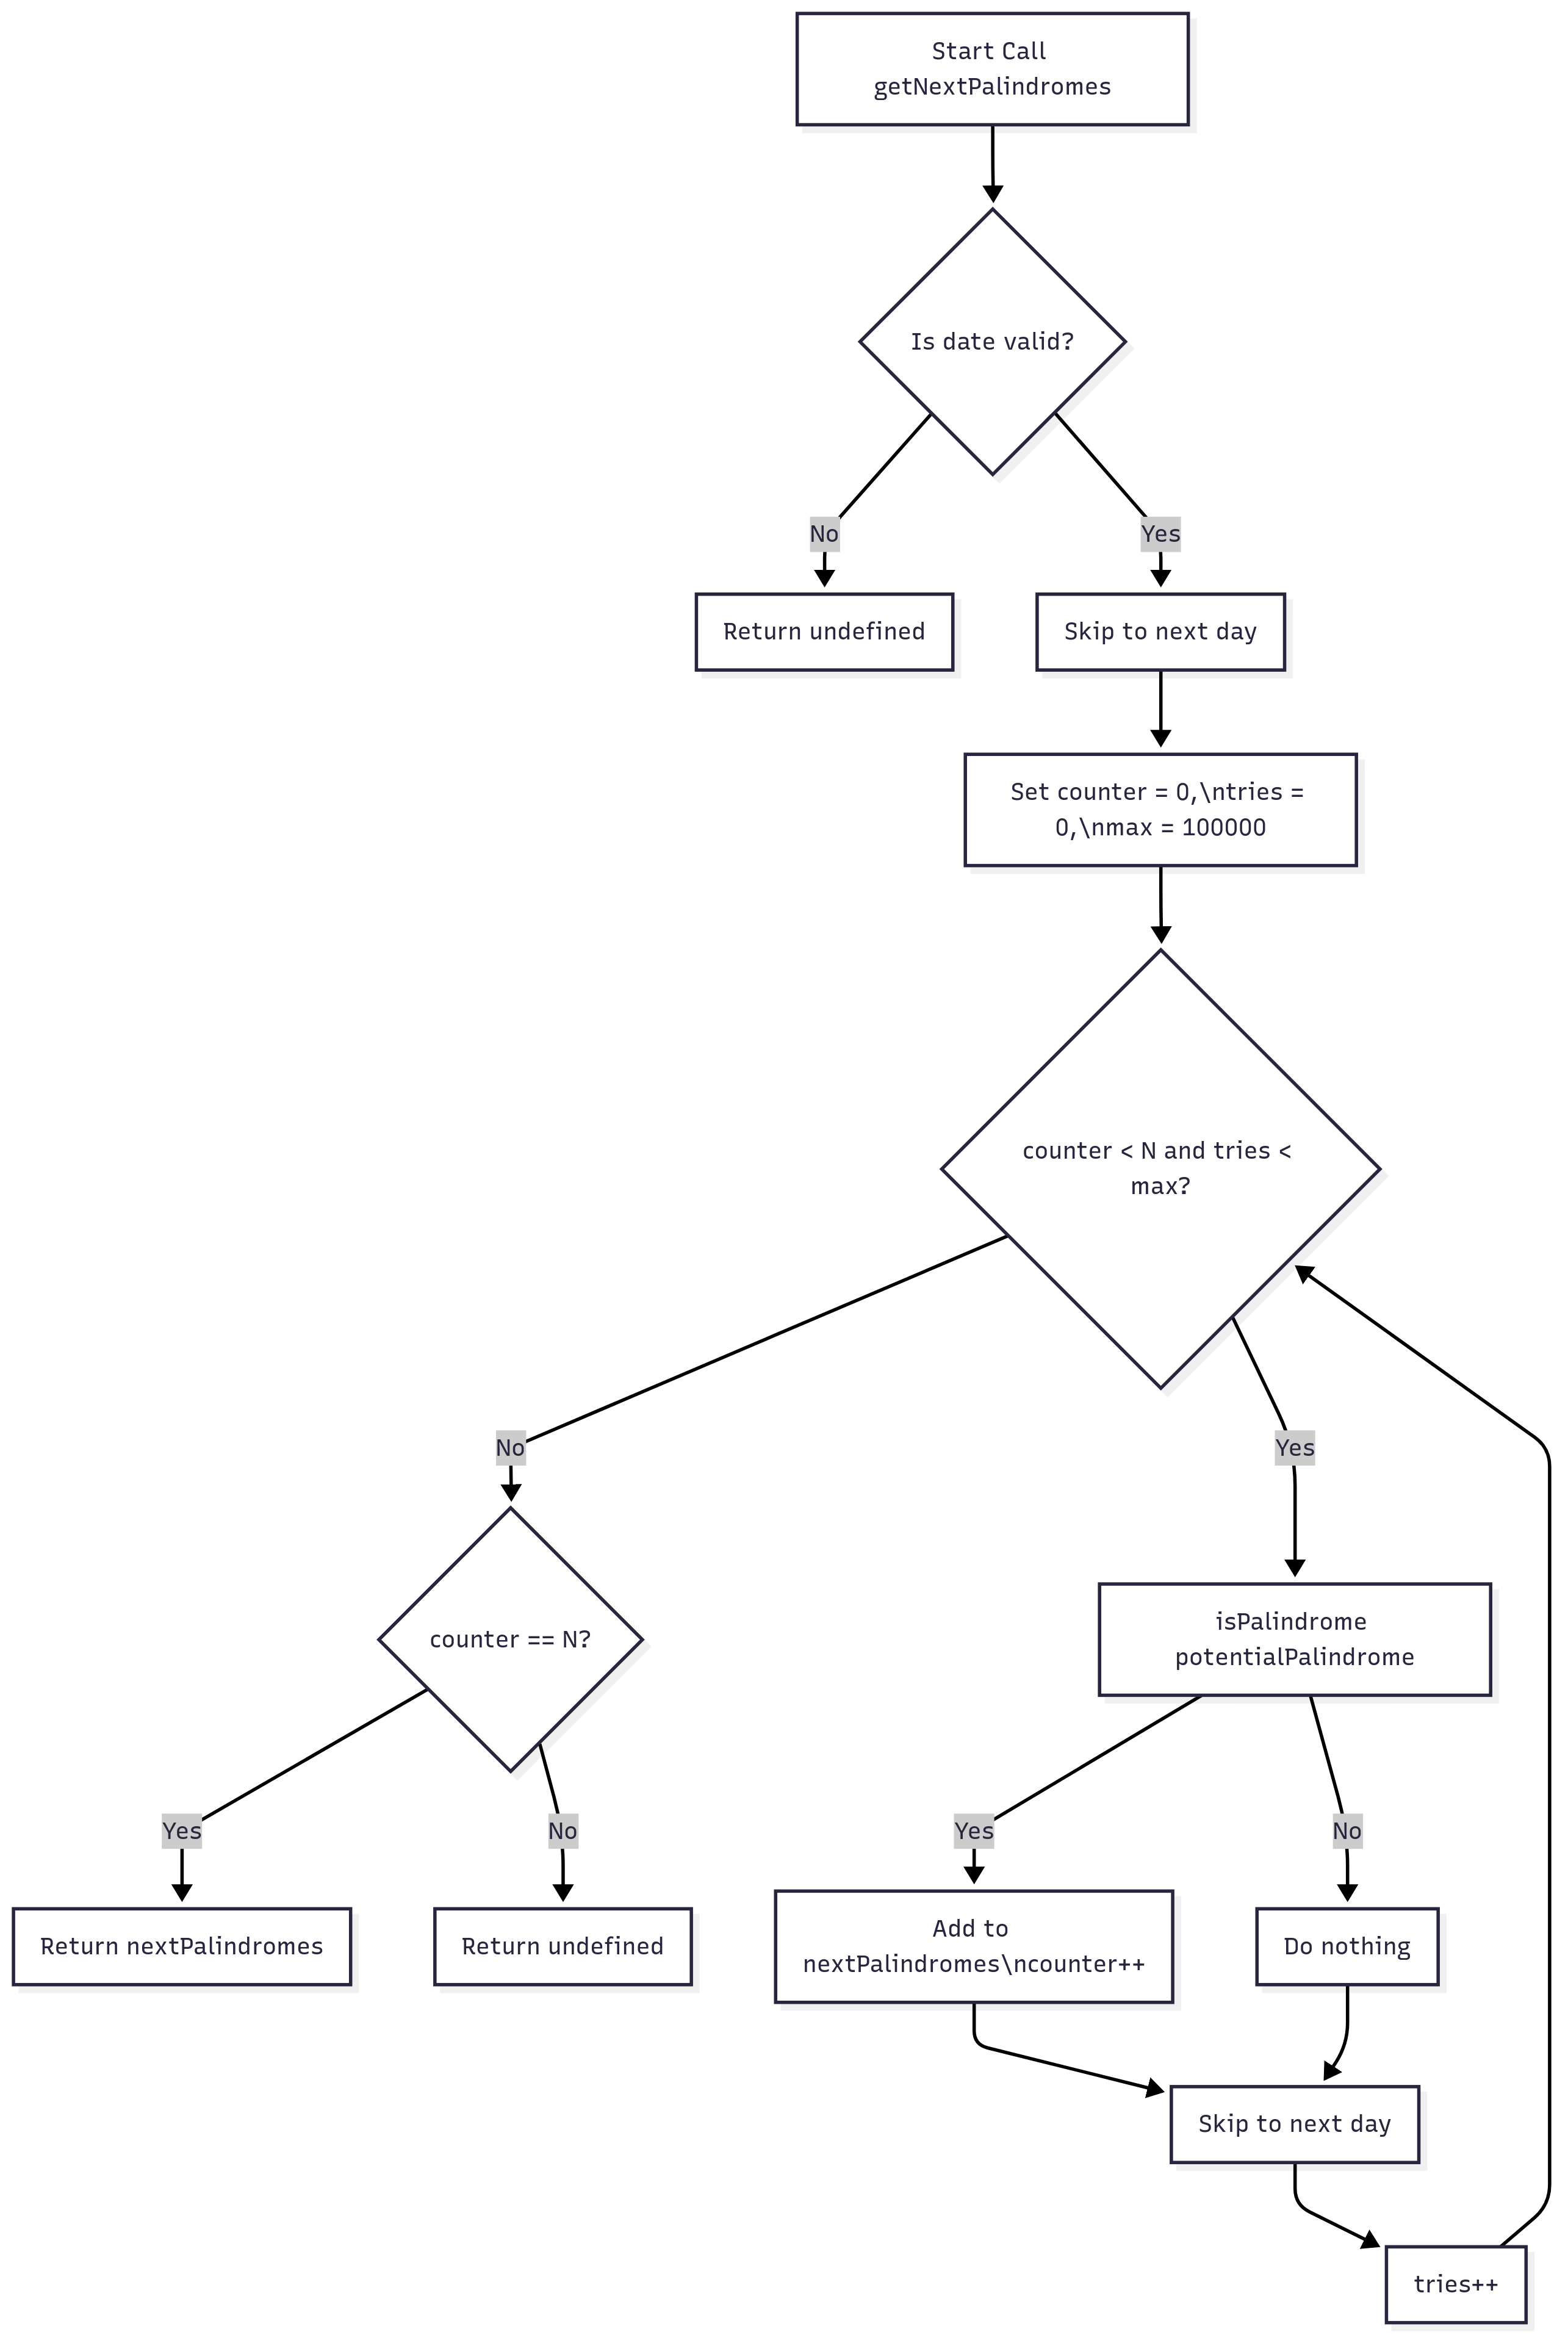 Start Call
getNextPalindromes
Is date valid?
No
Yes
Return undefined
Skip to next day
Set counter = 0,\ntries =
0,\nmax = 100000
counter < N and tries <
max?
No
Yes
counter == N?
isPalindrome
potentialPalindrome
Yes
No
Yes
No
Return nextPalindromes
Return undefined
Add to
nextPalindromes\ncounter++
Do nothing
Skip to next day
tries++